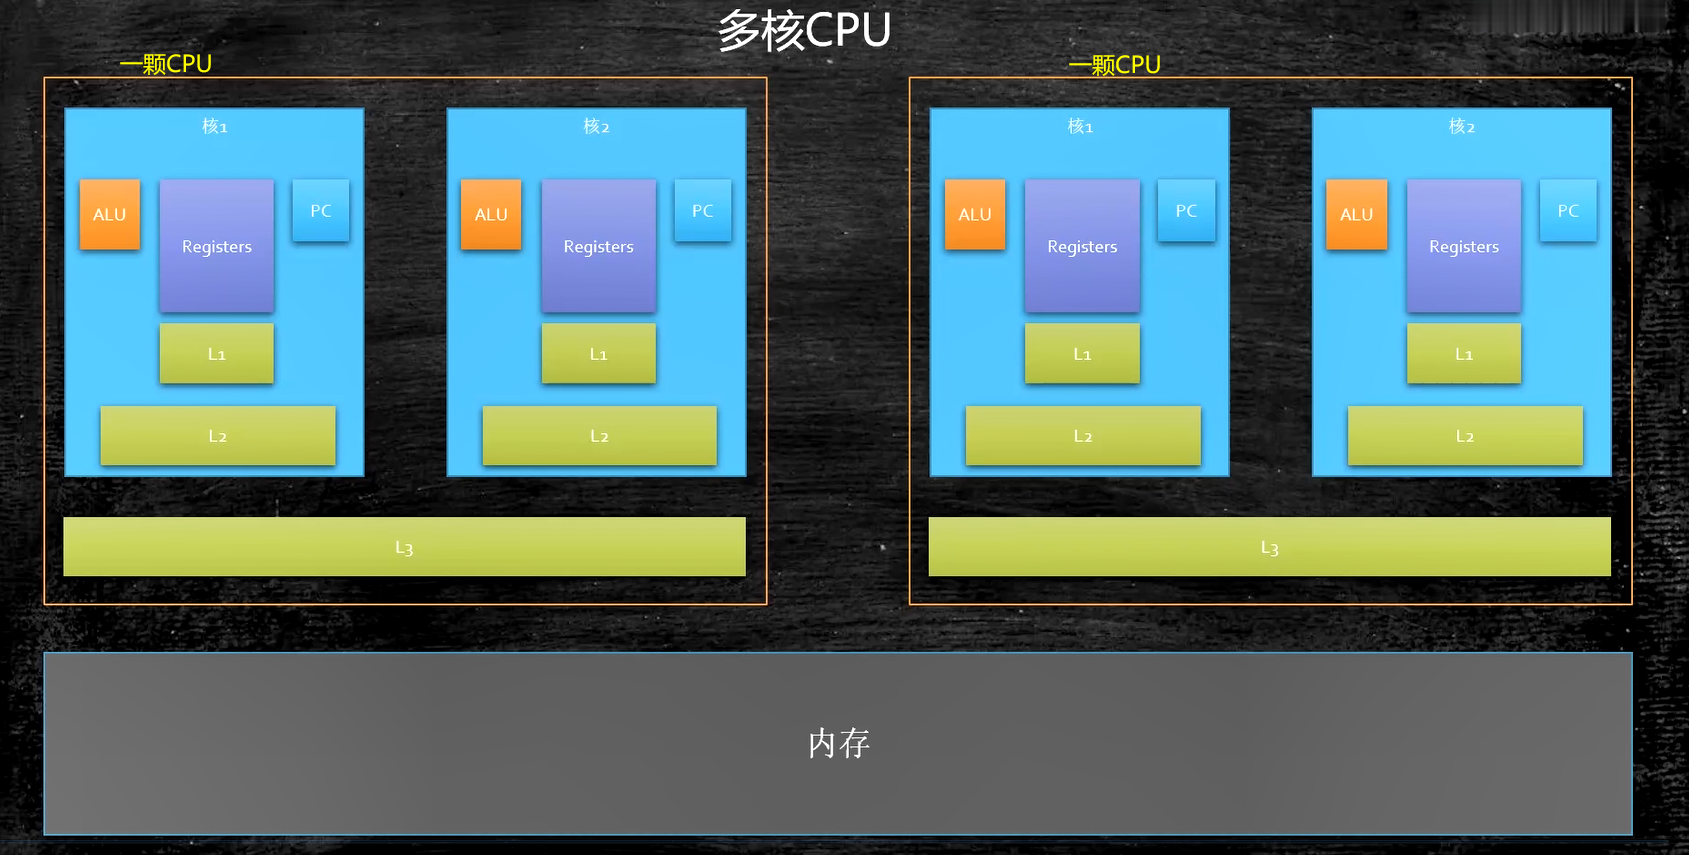 多核CPU
一颗CPU
一颗CPU
核1
核2
核1
核2
ALU
Registers
PC
ALU
Registers
PC
ALU
Registers
PC
ALU
Registers
PC
L1
L1
L1
L1
L2
L2
L2
L2
L3
L3
内存